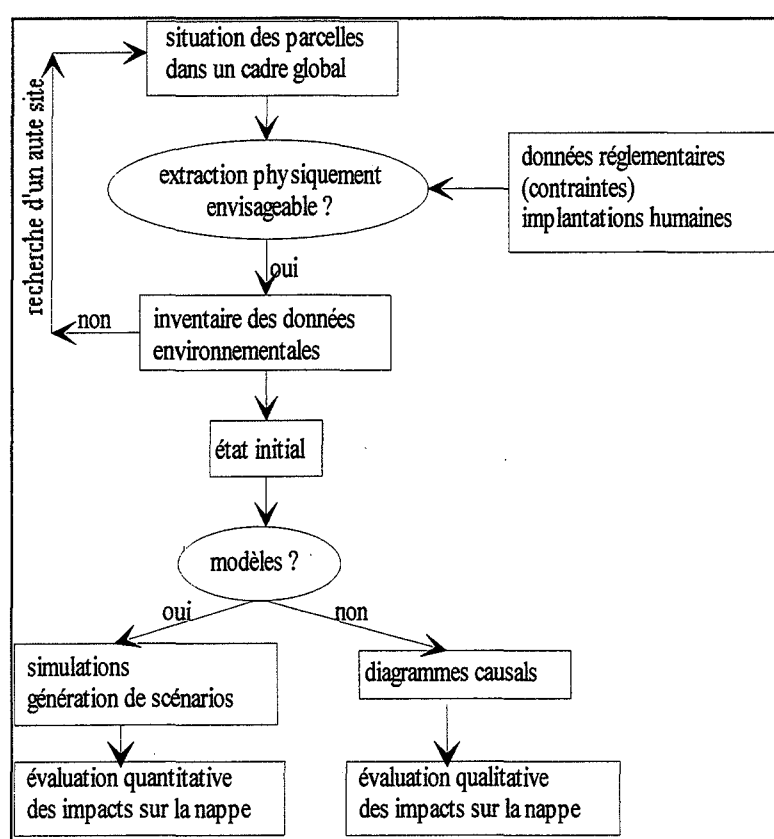 situation des parcelles
dans un cadre global
recherche d'un aute site
extraction physiquement
envisageable ?
données réglementaires
(contraintes)
implantations humaines
oui
non
inventaire des données
environnementales
état initial
modèles ?
oui
non
simulations
génération de scénarios
diagrammes causals
évaluation quantitative
des impacts sur la nappe
évaluation qualitative
des impacts sur la nappe